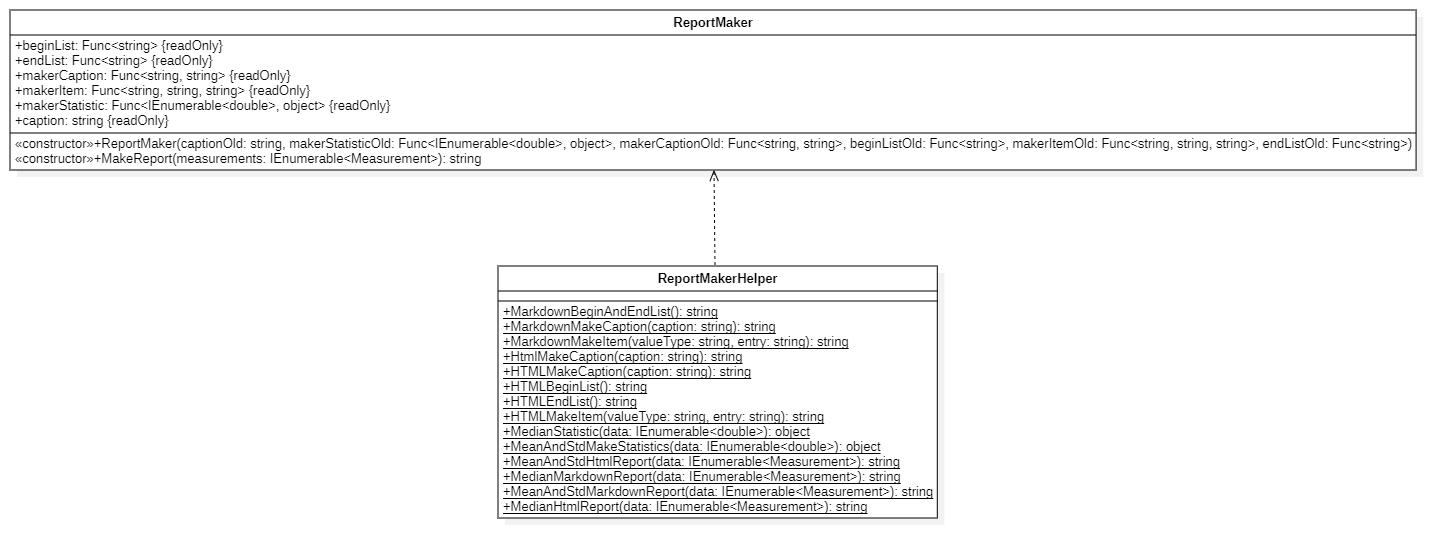 ReportMaker
+beginList: Func<string> {readOnly}
+endList: Func<string> {readOnly}
+makerCaption: Func<string, string> {readOnly}
+makerItem: Func<string, string, string> {readOnly}
+makerStatistic: Func<IEnumerable<double>, object> {readOnly}
+caption: string {readOnly}
«constructor»+ReportMaker(captionOld: string, makerStatisticOld: Func<IEnumerable<double>, object>, makerCaptionOld: Func<string, string>, beginListOld: Func<string>, makerItemOld: Func<string, string, string>, endListOld: Func<string>)
«constructor»+MakeReport(measurements: IEnumerable<Measurement>): string
ReportMakerHelper
+MarkdownBeginAndEndList(): string
+MarkdownMakeCaption(caption: string): string
+MarkdownMakeItem(valueType: string, entry: string): string
+HtmlMakeCaption(caption: string): string
+HTMLMakeCaption(caption: string): string
+HTMLBeginList(): string
+HTMLEndList(): string
+HTMLMakeItem(valueType: string, entry: string): string
+MedianStatistic(data: IEnumerable<double>): object
+MeanAndStdMakeStatistics(data: IEnumerable<double>): object
+MeanAndStdHtmlReport(data: IEnumerable<Measurement>): string
+MedianMarkdownReport(data: IEnumerable<Measurement>): string
+MeanAndStdMarkdownReport(data: IEnumerable<Measurement>): string
+MedianHtmlReport(data: IEnumerable<Measurement>): string